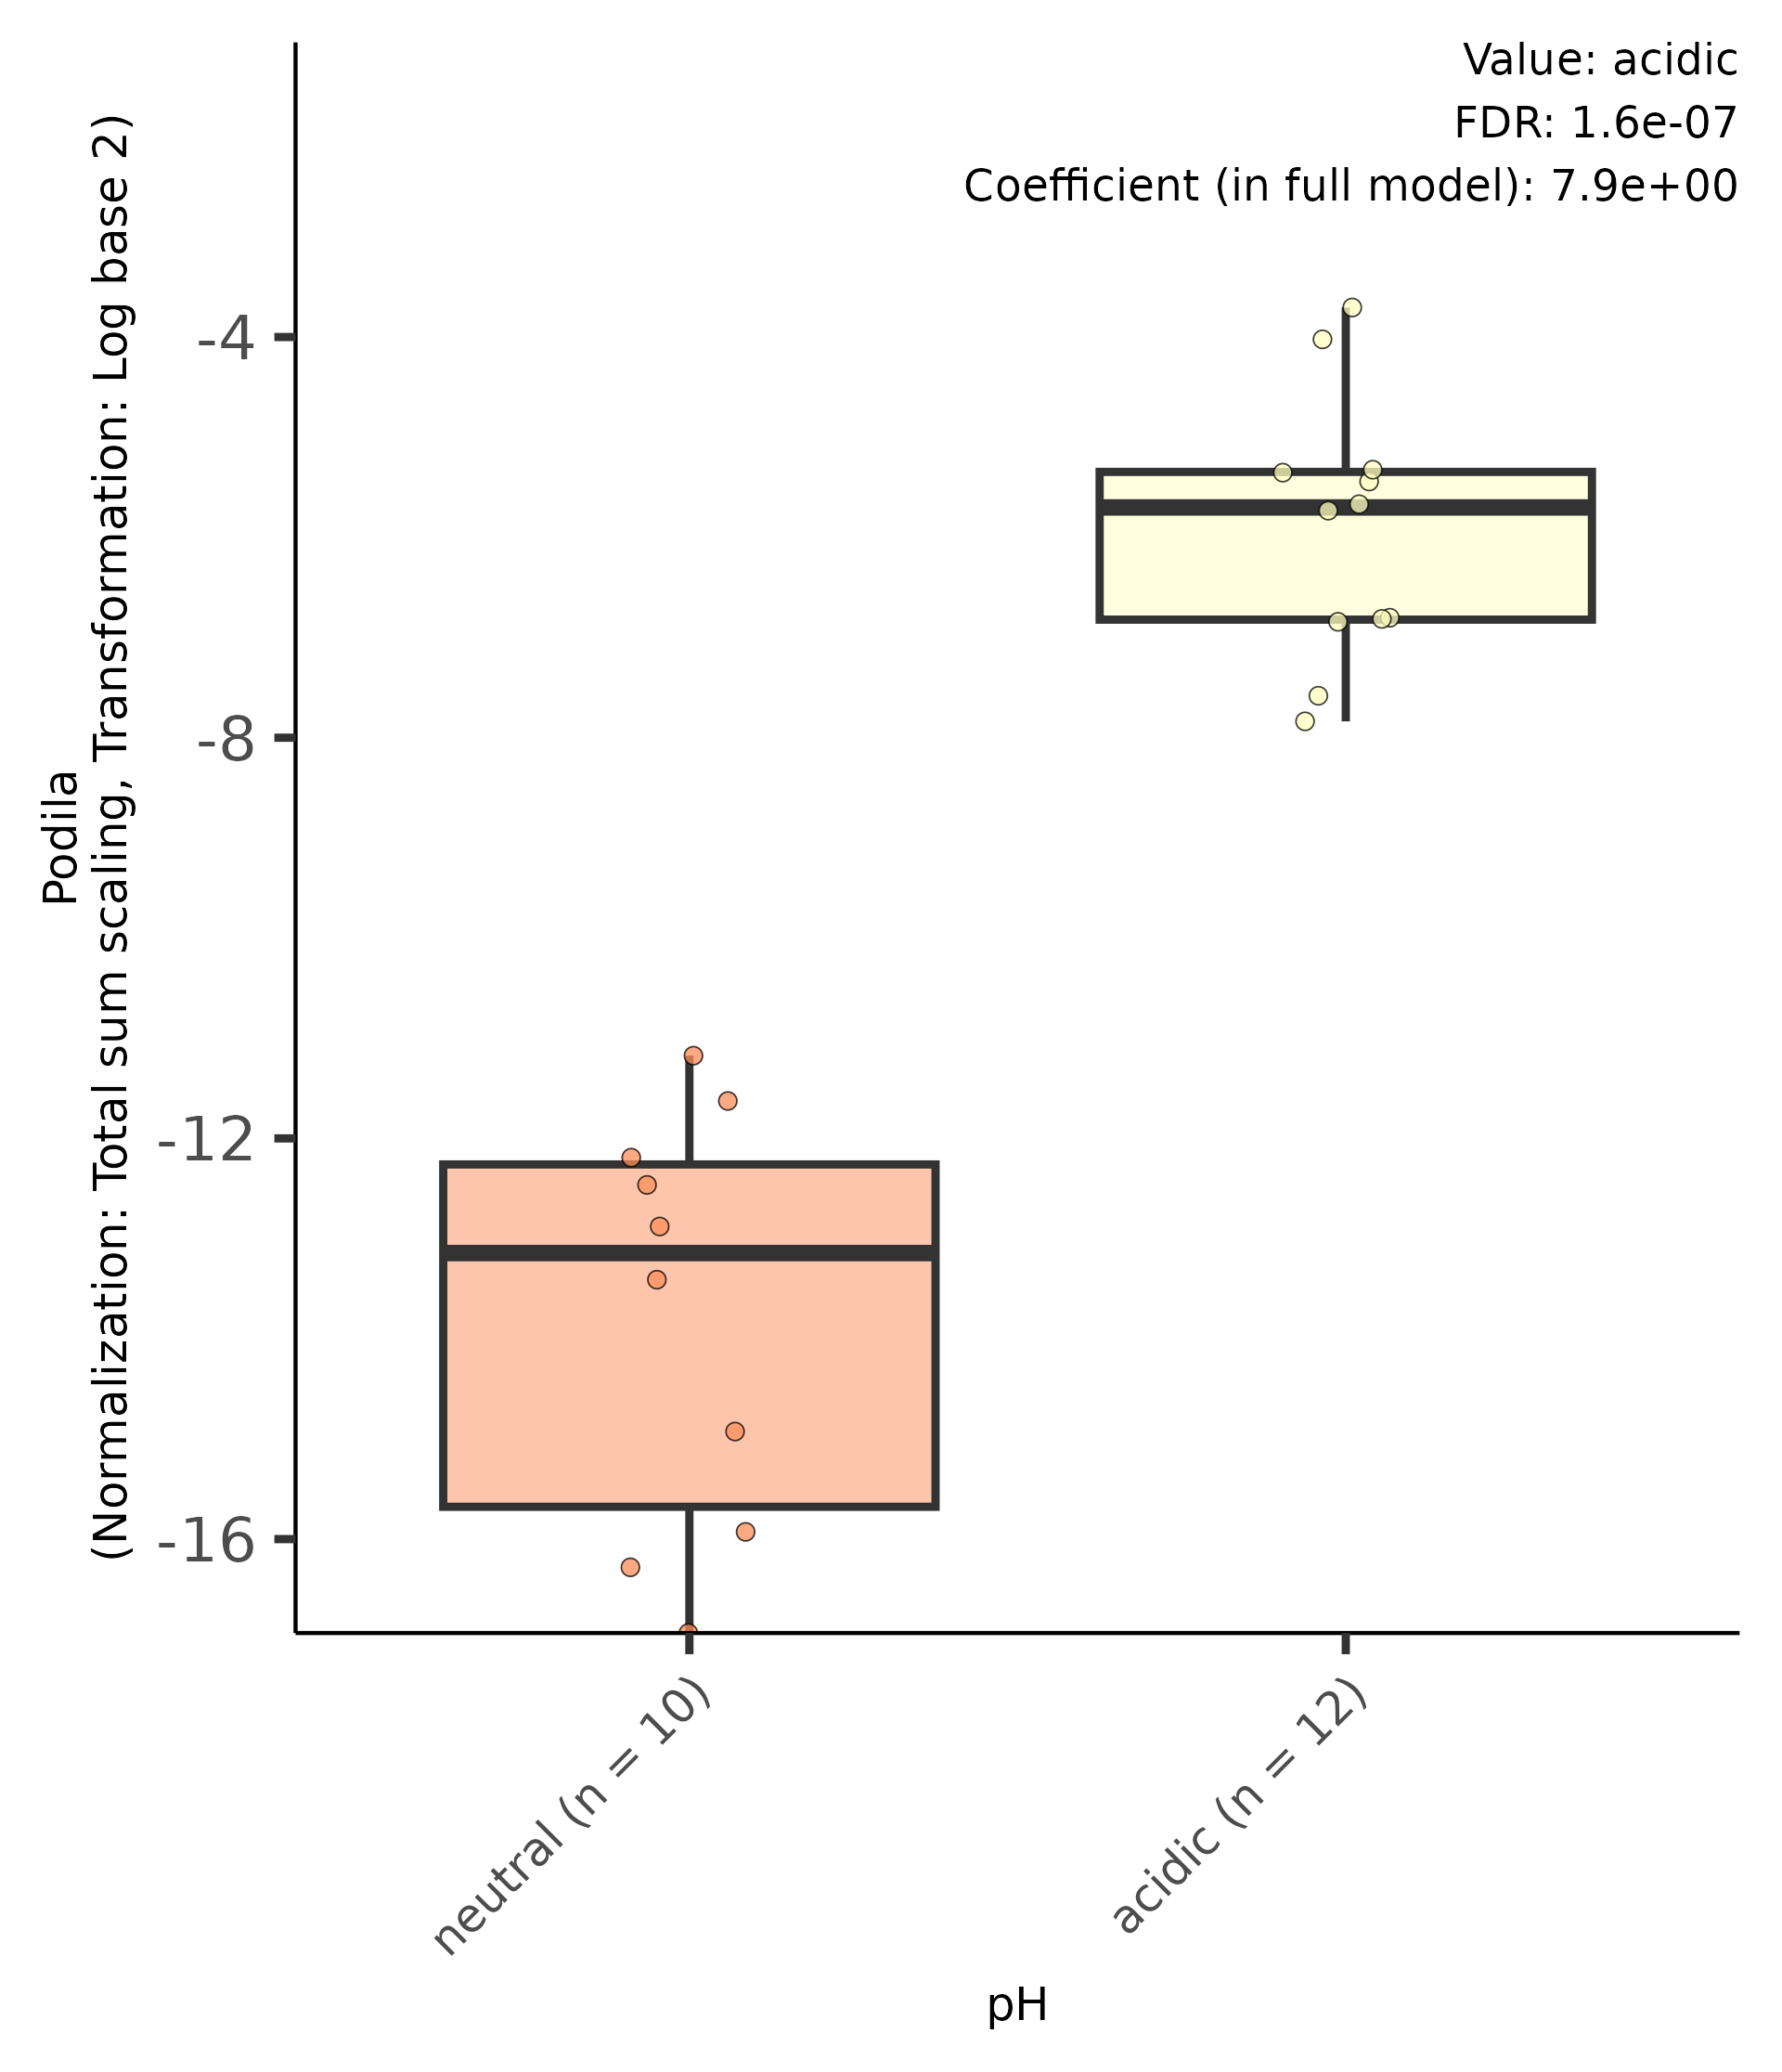 Value: acidic
FDR: 1.6e-07
Coefficient (in full model): 7.9e+00
Podila
(Normalization: Total sum scaling, Transformation: Log base 2)
-4
-8
-12
-16
neutral (n = 10)
acidic (n = 12)
pH